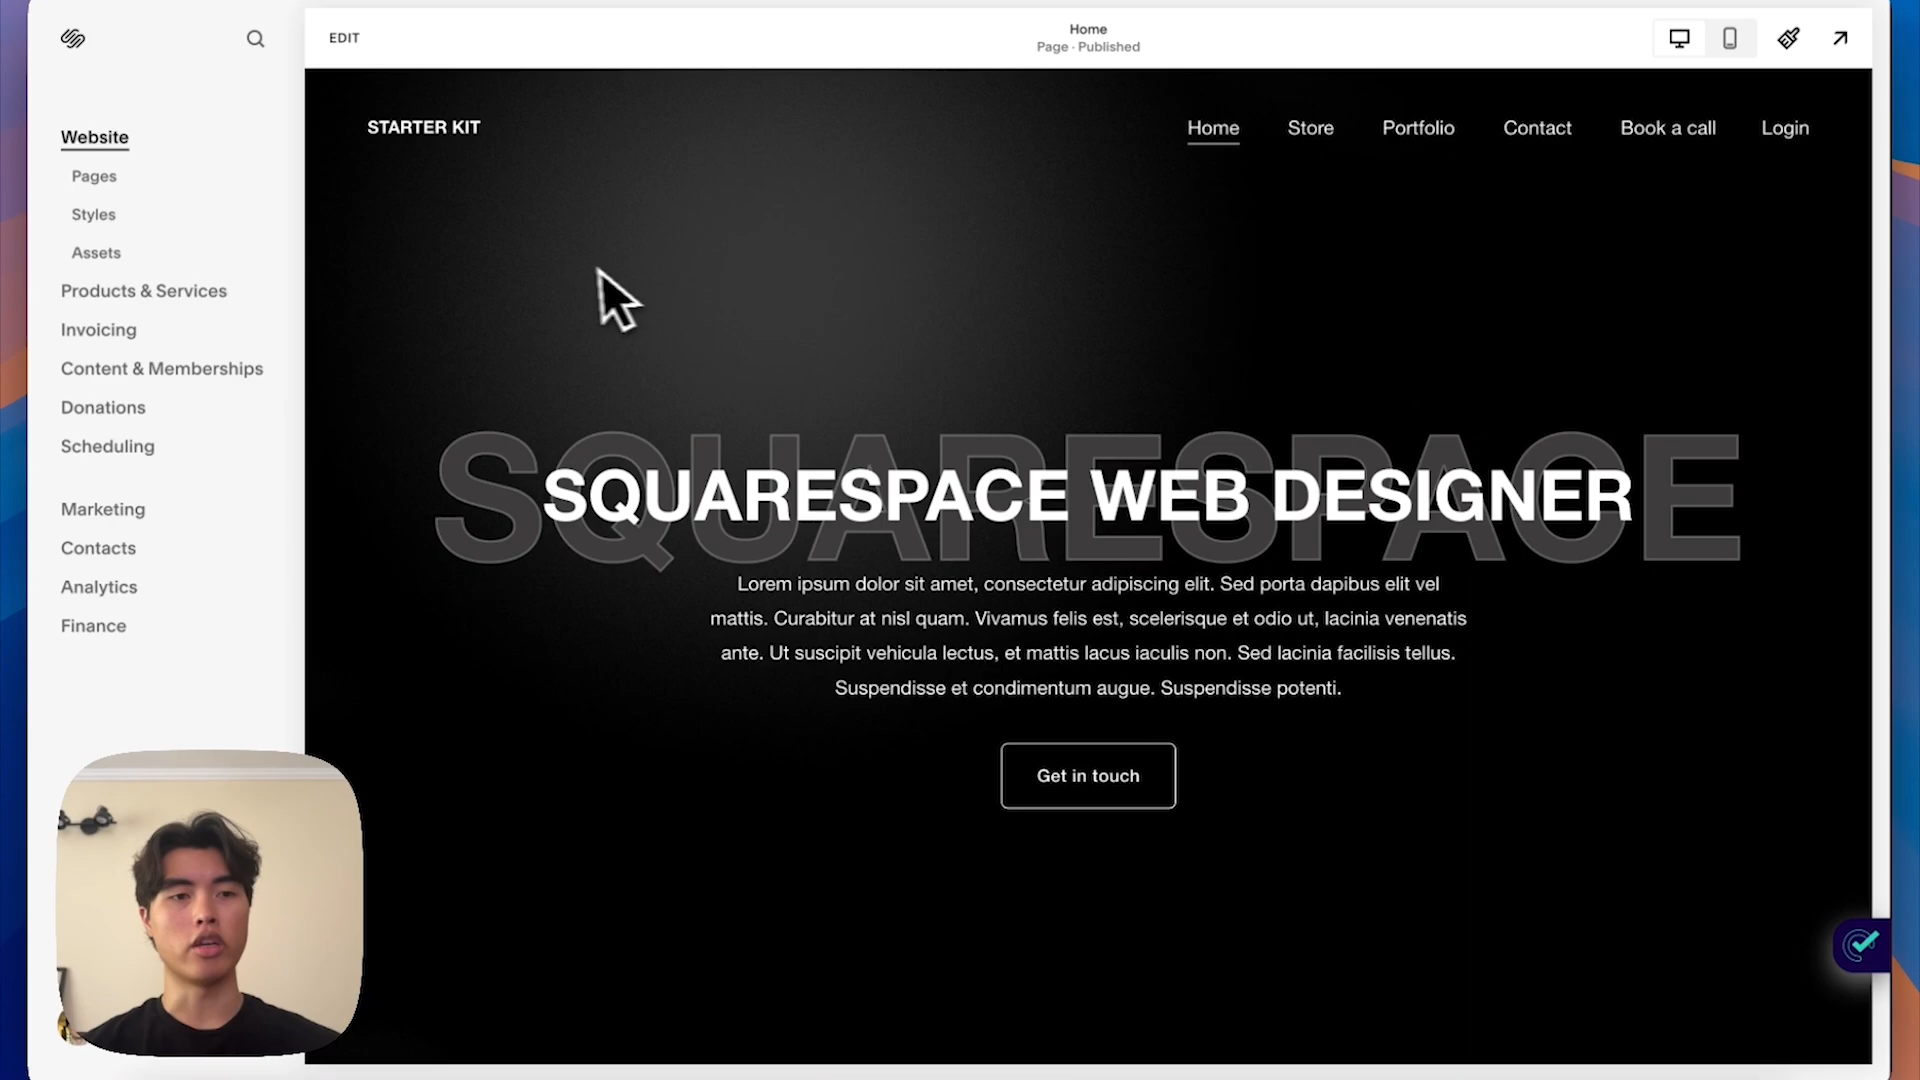 EDIT
Home
Page · Published
Website
Pages
Styles
Assets
Products & Services
Invoicing
Content & Memberships
Donations
Scheduling
Marketing
Contacts
Analytics
Finance
STARTER KIT
Home Store Portfolio Contact Book a call Login
SQUARESPACE
SQUARESPACE WEB DESIGNER
Lorem ipsum dolor sit amet, consectetur adipiscing elit. Sed porta dapibus elit vel
mattis. Curabitur at nisl quam. Vivamus felis est, scelerisque et odio ut, lacinia venenatis
ante. Ut suscipit vehicula lectus, et mattis lacus iaculis non. Sed lacinia facilisis tellus.
Suspendisse et condimentum augue. Suspendisse potenti.
Get in touch